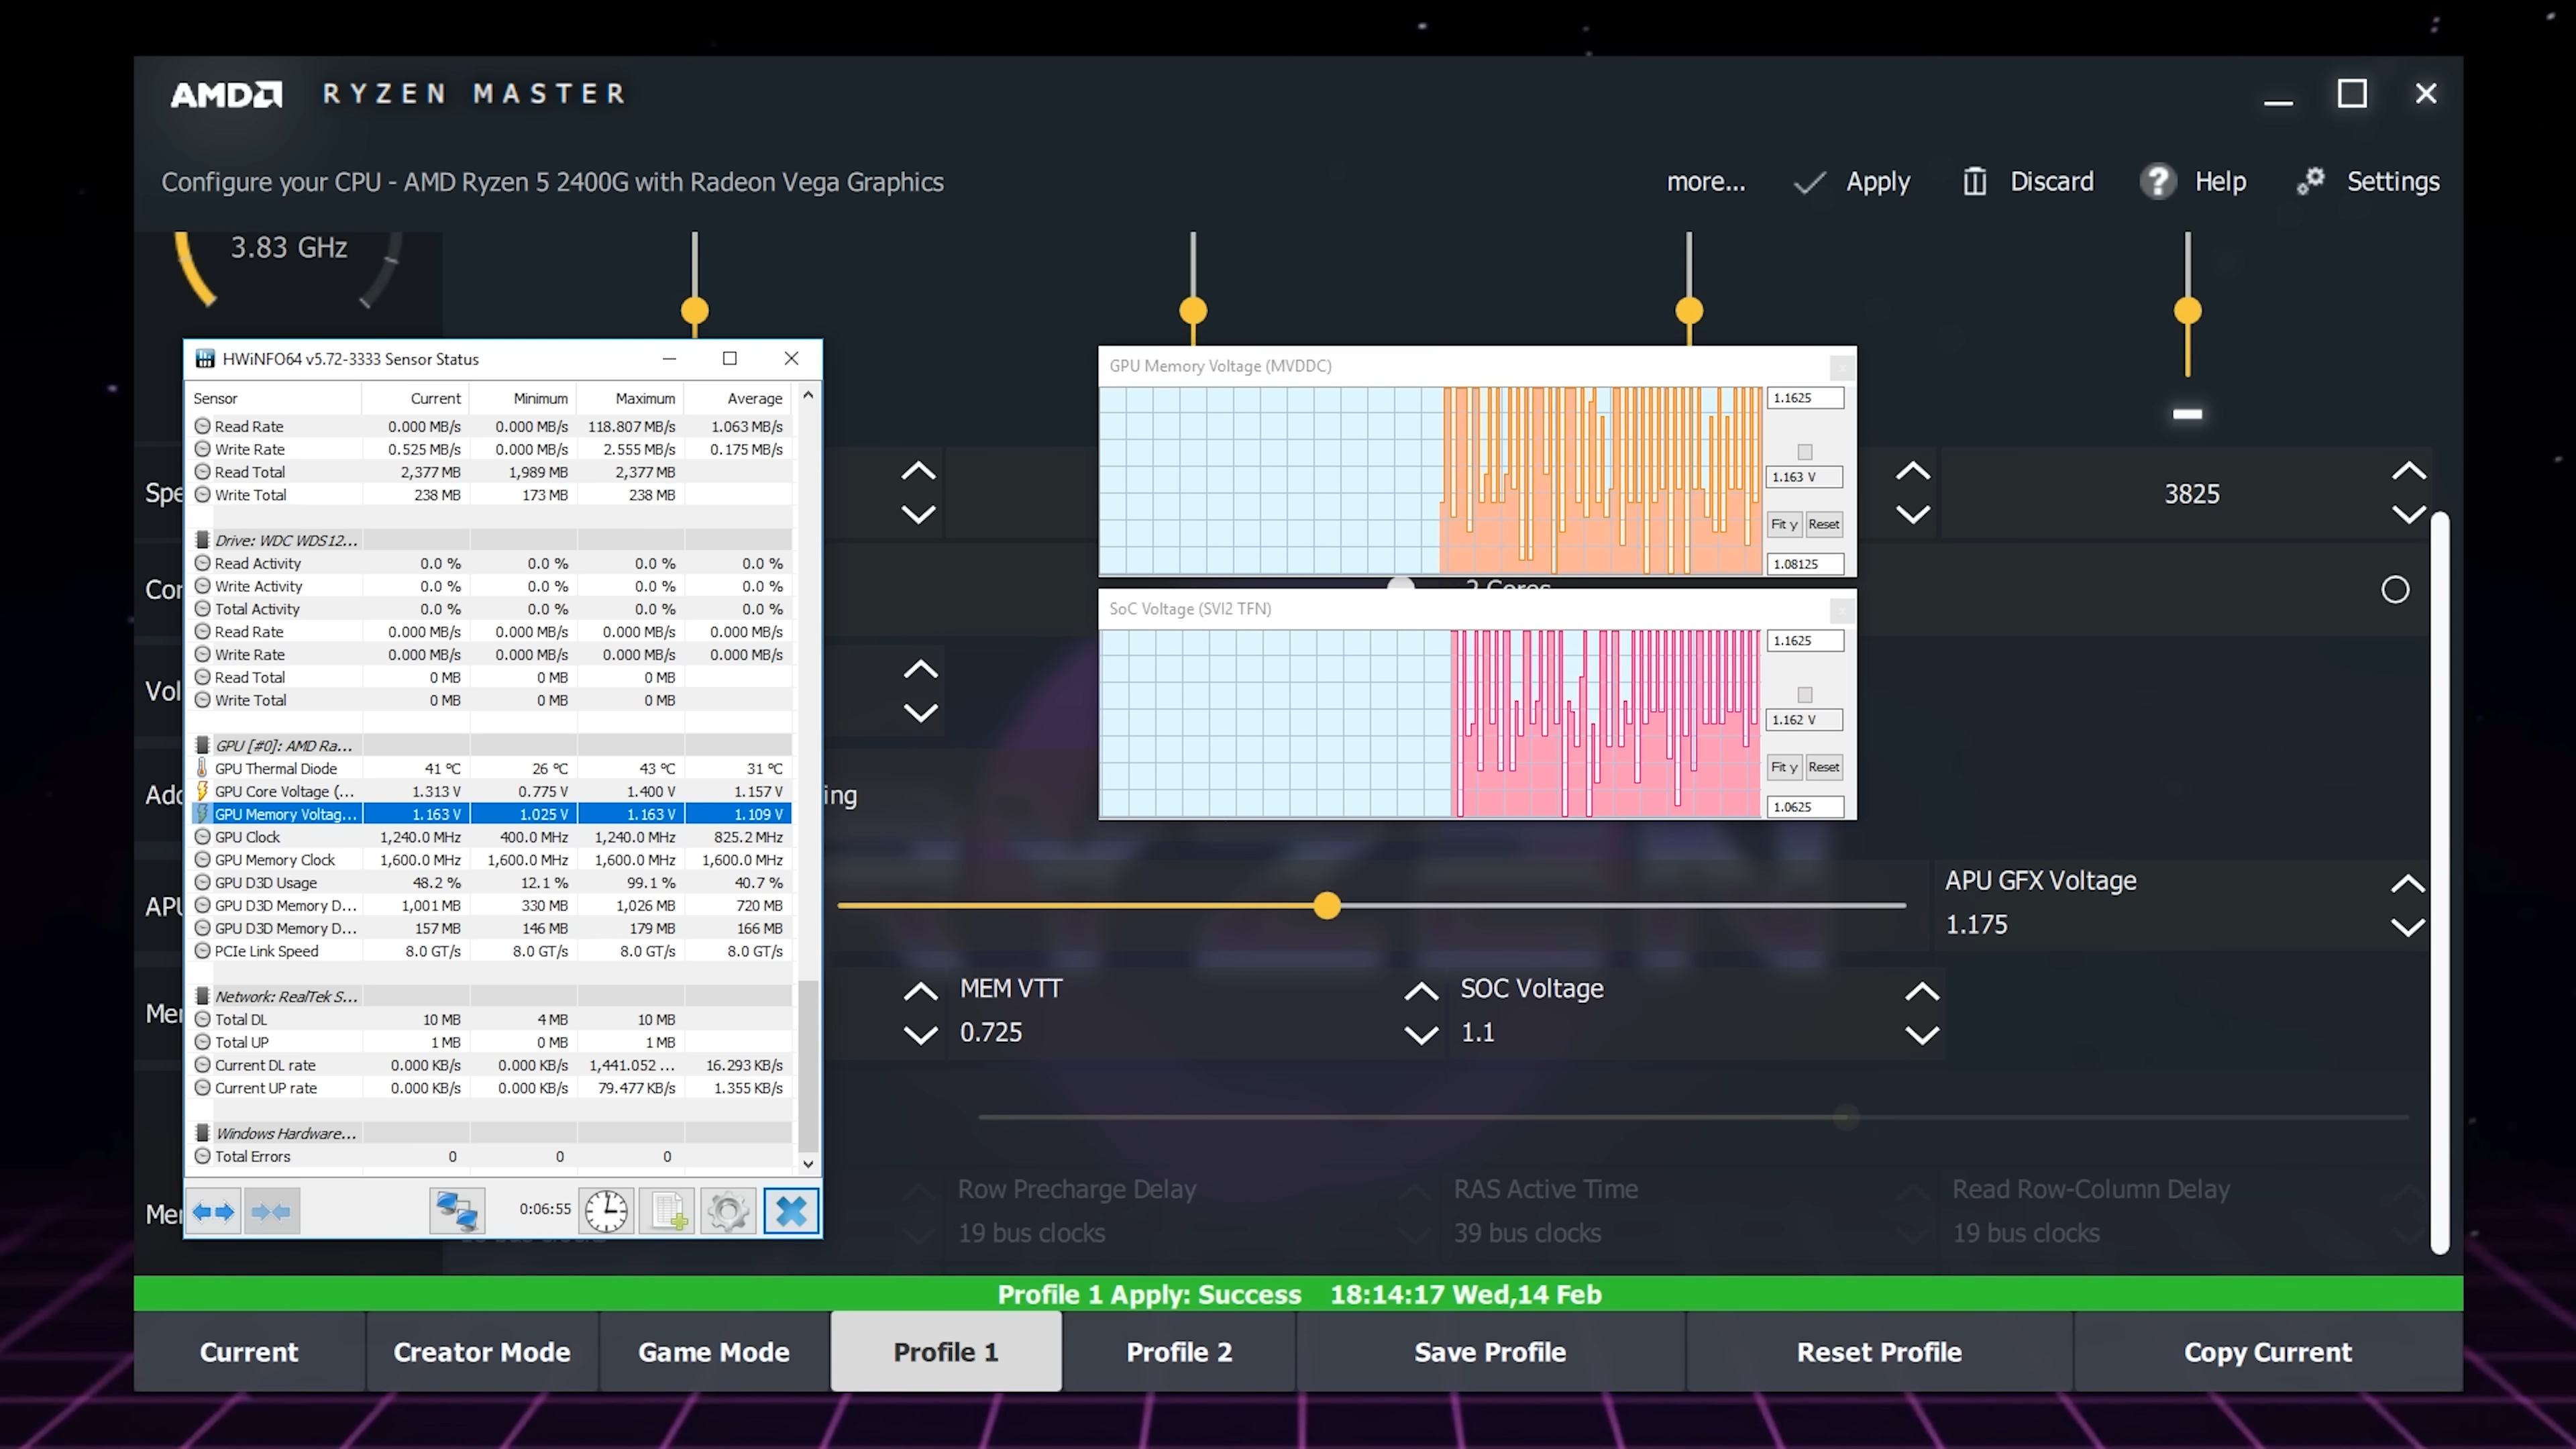 AMD RYZEN MASTER
Configure your CPU - AMD Ryzen 5 2400G with Radeon Vega Graphics
more... Apply Discard Help Settings
3.83 GHz
HWiNFO64 v5.72-3333 Sensor Status
Sensor Current Minimum Maximum Average
Read Rate 0.000 MB/s 0.000 MB/s 118.807 MB/s 1.063 MB/s
Write Rate 0.525 MB/s 0.000 MB/s 2.555 MB/s 0.175 MB/s
Read Total 2,377 MB 1,989 MB 2,377 MB
Write Total 238 MB 173 MB 238 MB
Drive: WDC WDS12...
Read Activity 0.0 % 0.0 % 0.0 % 0.0 %
Write Activity 0.0 % 0.0 % 0.0 % 0.0 %
Total Activity 0.0 % 0.0 % 0.0 % 0.0 %
Read Rate 0.000 MB/s 0.000 MB/s 0.000 MB/s 0.000 MB/s
Write Rate 0.000 MB/s 0.000 MB/s 0.000 MB/s 0.000 MB/s
Read Total 0 MB 0 MB 0 MB
Write Total 0 MB 0 MB 0 MB
GPU [#0]: AMD Ra...
GPU Thermal Diode 41 °C 26 °C 43 °C 31 °C
GPU Core Voltage (... 1.313 V 0.775 V 1.400 V 1.157 V
GPU Memory Voltag... 1.163 V 1.025 V 1.163 V 1.109 V
GPU Clock 1,240.0 MHz 400.0 MHz 1,240.0 MHz 825.2 MHz
GPU Memory Clock 1,600.0 MHz 1,600.0 MHz 1,600.0 MHz 1,600.0 MHz
GPU D3D Usage 48.2 % 12.1 % 99.1 % 40.7 %
GPU D3D Memory D... 1,001 MB 330 MB 1,026 MB 720 MB
GPU D3D Memory D... 157 MB 146 MB 179 MB 166 MB
PCIe Link Speed 8.0 GT/s 8.0 GT/s 8.0 GT/s 8.0 GT/s
Network: RealTek S...
Total DL 10 MB 4 MB 10 MB
Total UP 1 MB 0 MB 1 MB
Current DL rate 0.000 KB/s 0.000 KB/s 1,441.052 ... 16.293 KB/s
Current UP rate 0.000 KB/s 0.000 KB/s 79.477 KB/s 1.355 KB/s
Windows Hardware...
Total Errors 0 0 0
0:06:55
GPU Memory Voltage (MVDDC)
1.1625
1.163 V
Fit y Reset
1.08125
SoC Voltage (SVI2 TFN)
1.1625
1.162 V
Fit y Reset
1.0625
Spe
3825
Cor
2 Cores
Vol
Add
ing
APU
APU GFX Voltage
1.175
Mem
MEM VTT
0.725
SOC Voltage
1.1
Mem
Row Precharge Delay
19 bus clocks
RAS Active Time
39 bus clocks
Read Row-Column Delay
19 bus clocks
Profile 1 Apply: Success 18:14:17 Wed,14 Feb
Current Creator Mode Game Mode Profile 1 Profile 2 Save Profile Reset Profile Copy Current